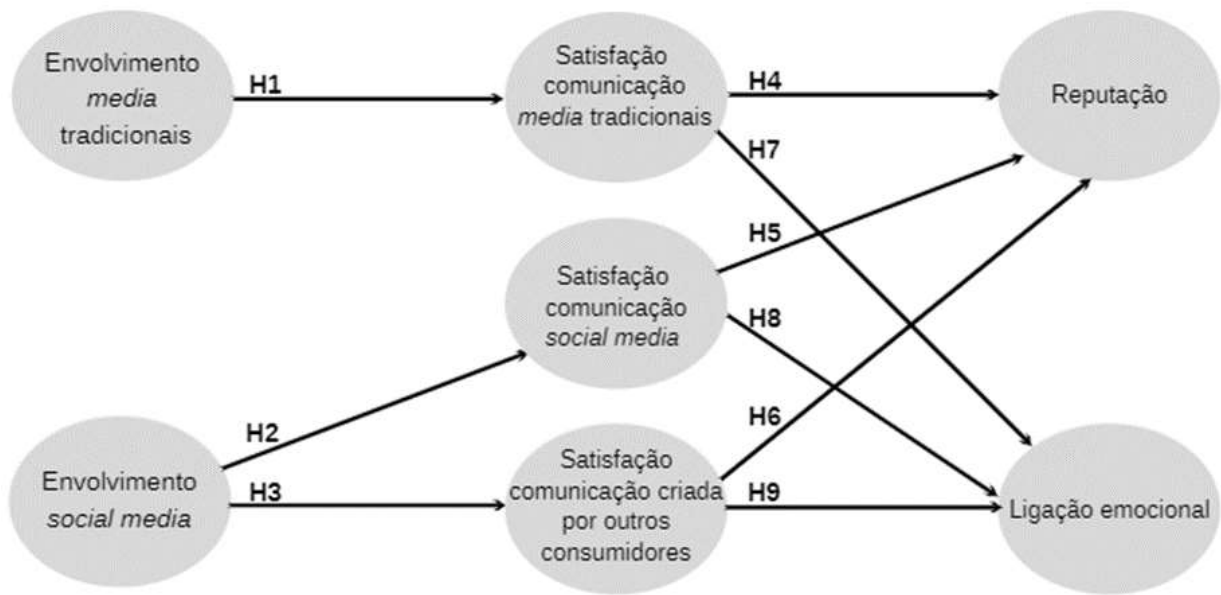 Envolvimento
media
tradicionais
H1
Satisfação
comunicação
media tradicionais
H4
Reputação
H7
H5
Satisfação
comunicação
social media
H8
H2
H6
Envolvimento
social media
H3
Satisfação
comunicação criada
por outros
consumidores
H9
Ligação emocional